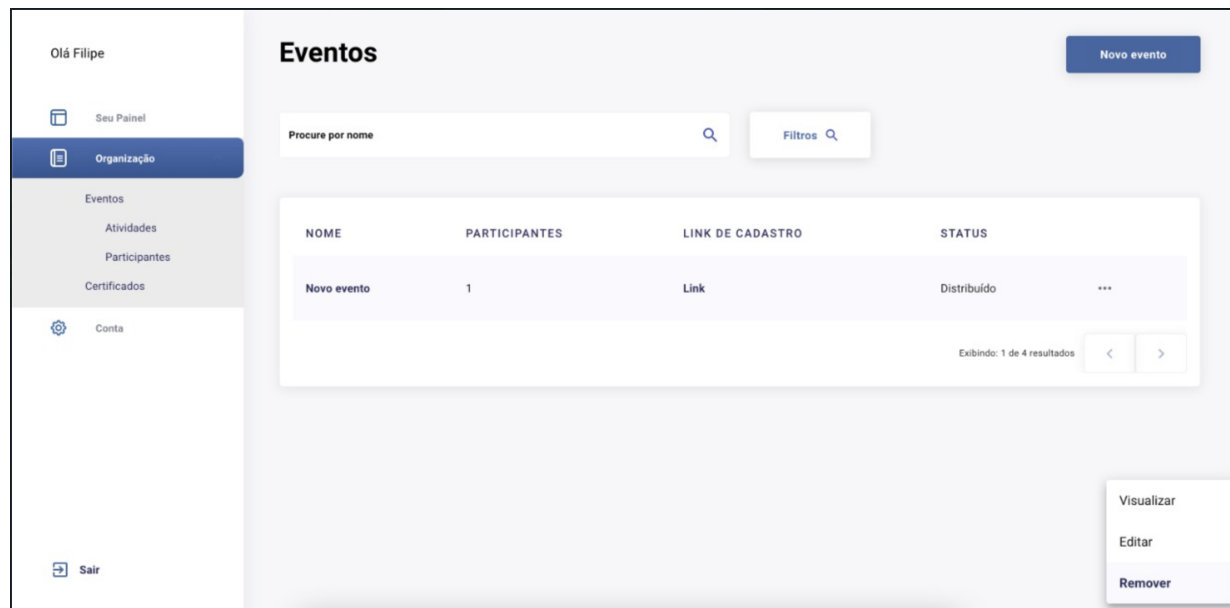 Olá Filipe
Seu Painel
Organização
Eventos
Atividades
Participantes
Certificados
Conta
Sair
Eventos
Novo evento
Procure por nome
Filtros
NOME PARTICIPANTES LINK DE CADASTRO STATUS
Novo evento 1 Link Distribuído ...
Exibindo: 1 de 4 resultados
Visualizar
Editar
Remover